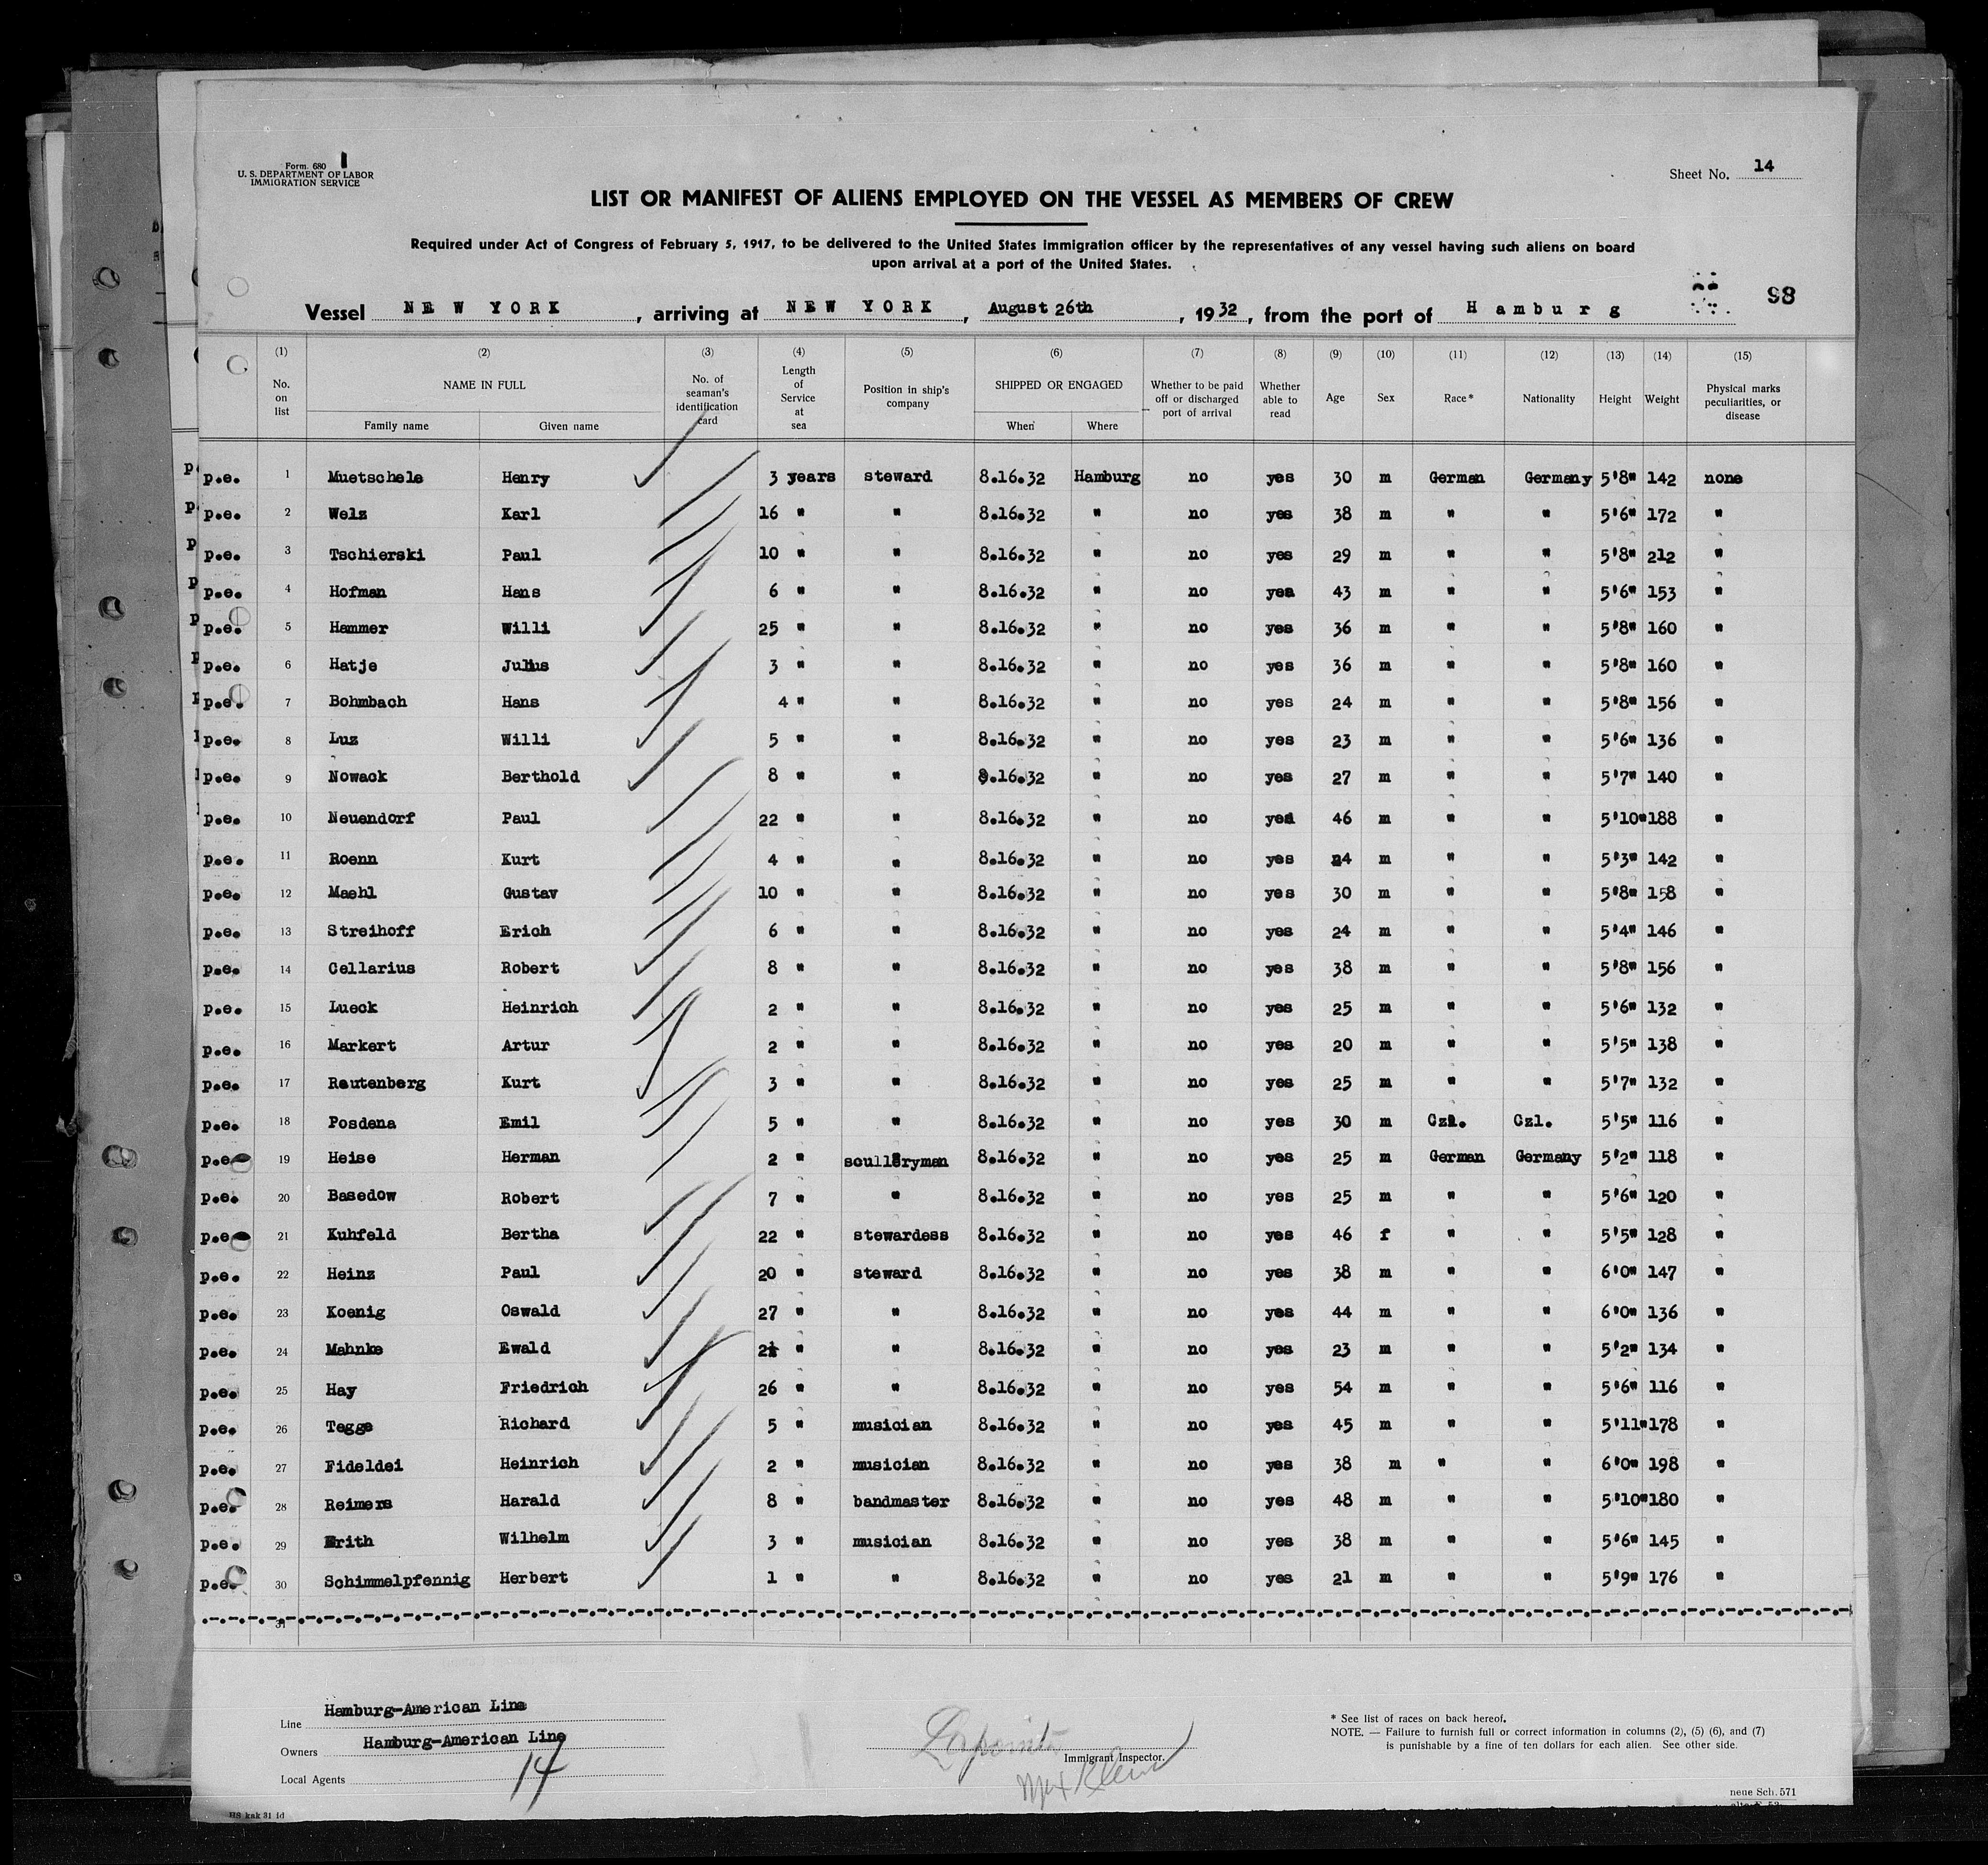 Form. 680 1
U. S. DEPARTMENT OF LABOR
IMMIGRATION SERVICE
Sheet No. 14
LIST OR MANIFEST OF ALIENS EMPLOYED ON THE VESSEL AS MEMBERS OF CREW
Required under Act of Congress of February 5, 1917, to be delivered to the United States immigration officer by the representatives of any vessel having such aliens on board
upon arrival at a port of the United States.
98
Vessel NEW YORK, arriving at NEW YORK, August 26th, 1932, from the port of Hamburg
(1) (2) (3) (4) (5) (6) (7) (8) (9) (10) (11) (12) (13) (14) (15)
No. on list NAME IN FULL Family name Given name No. of seaman's identification card Length of Service at sea Position in ship's company SHIPPED OR ENGAGED When Where Whether to be paid off or discharged port of arrival Whether able to read Age Sex Race* Nationality Height Weight Physical marks peculiarities, or disease
p.e. 1 Muetschele Henry 3 years steward 8.16.32 Hamburg no yes 30 m German Germany 5'8" 142 none
p.e. 2 Welz Karl 16 " " 8.16.32 " no yes 38 m " " 5'6" 172 "
p.e. 3 Tschierski Paul 10 " " 8.16.32 " no yes 29 m " " 5'8" 212 "
p.e. 4 Hofman Hans 6 " " 8.16.32 " no yes 43 m " " 5'6" 153 "
p.e. 5 Hammer Willi 25 " " 8.16.32 " no yes 36 m " " 5'8" 160 "
p.e. 6 Hatje Julius 3 " " 8.16.32 " no yes 36 m " " 5'8" 160 "
p.e. 7 Bohmbach Hans 4 " " 8.16.32 " no yes 24 m " " 5'8" 156 "
p.e. 8 Luz Willi 5 " " 8.16.32 " no yes 23 m " " 5'6" 136 "
p.e. 9 Nowack Berthold 8 " " 8.16.32 " no yes 27 m " " 5'7" 140 "
p.e. 10 Neuendorf Paul 22 " " 8.16.32 " no yes 46 m " " 5'10" 188 "
p.e. 11 Roenn Kurt 4 " " 8.16.32 " no yes 24 m " " 5'3" 142 "
p.e. 12 Maehl Gustav 10 " " 8.16.32 " no yes 30 m " " 5'8" 158 "
p.e. 13 Streihoff Erich 6 " " 8.16.32 " no yes 24 m " " 5'4" 146 "
p.e. 14 Cellarius Robert 8 " " 8.16.32 " no yes 38 m " " 5'8" 156 "
p.e. 15 Lueck Heinrich 2 " " 8.16.32 " no yes 25 m " " 5'6" 132 "
p.e. 16 Markert Artur 2 " " 8.16.32 " no yes 20 m " " 5'5" 138 "
p.e. 17 Rautenberg Kurt 3 " " 8.16.32 " no yes 25 m " " 5'7" 132 "
p.e. 18 Posdena Emil 5 " " 8.16.32 " no yes 30 m Czl. Czl. 5'5" 116 "
p.e. 19 Heise Herman 2 " sculleryman 8.16.32 " no yes 25 m German Germany 5'2" 118 "
p.e. 20 Basedow Robert 7 " " 8.16.32 " no yes 25 m " " 5'6" 120 "
p.e. 21 Kuhfeld Bertha 22 " stewardess 8.16.32 " no yes 46 f " " 5'5" 128 "
p.e. 22 Heinz Paul 20 " steward 8.16.32 " no yes 38 m " " 6'0" 147 "
p.e. 23 Koenig Oswald 27 " " 8.16.32 " no yes 44 m " " 6'0" 136 "
p.e. 24 Mahnke Ewald " " 8.16.32 " no yes 23 m " " 5'2" 134 "
p.e. 25 Hay Friedrich 26 " " 8.16.32 " no yes 54 m " " 5'6" 116 "
p.e. 26 Tegge Richard 5 " musician 8.16.32 " no yes 45 m " " 5'11" 178 "
p.e. 27 Fideldei Heinrich 2 " musician 8.16.32 " no yes 38 m " " 6'0" 198 "
p.e. 28 Reimers Harald 8 " bandmaster 8.16.32 " no yes 48 m " " 5'10" 180 "
p.e. 29 Erith Wilhelm 3 " musician 8.16.32 " no yes 38 m " " 5'6" 145 "
p.e. 30 Schimmelpfennig Herbert 1 " " 8.16.32 " no yes 21 m " " 5'9" 176 "
31
Line Hamburg-American Line
Owners Hamburg-American Line
Local Agents
14
Immigrant Inspector.
* See list of races on back hereof.
NOTE. — Failure to furnish full or correct information in columns (2), (5) (6), and (7)
is punishable by a fine of ten dollars for each alien. See other side.
HS kak 31 id
nene Sch. 571